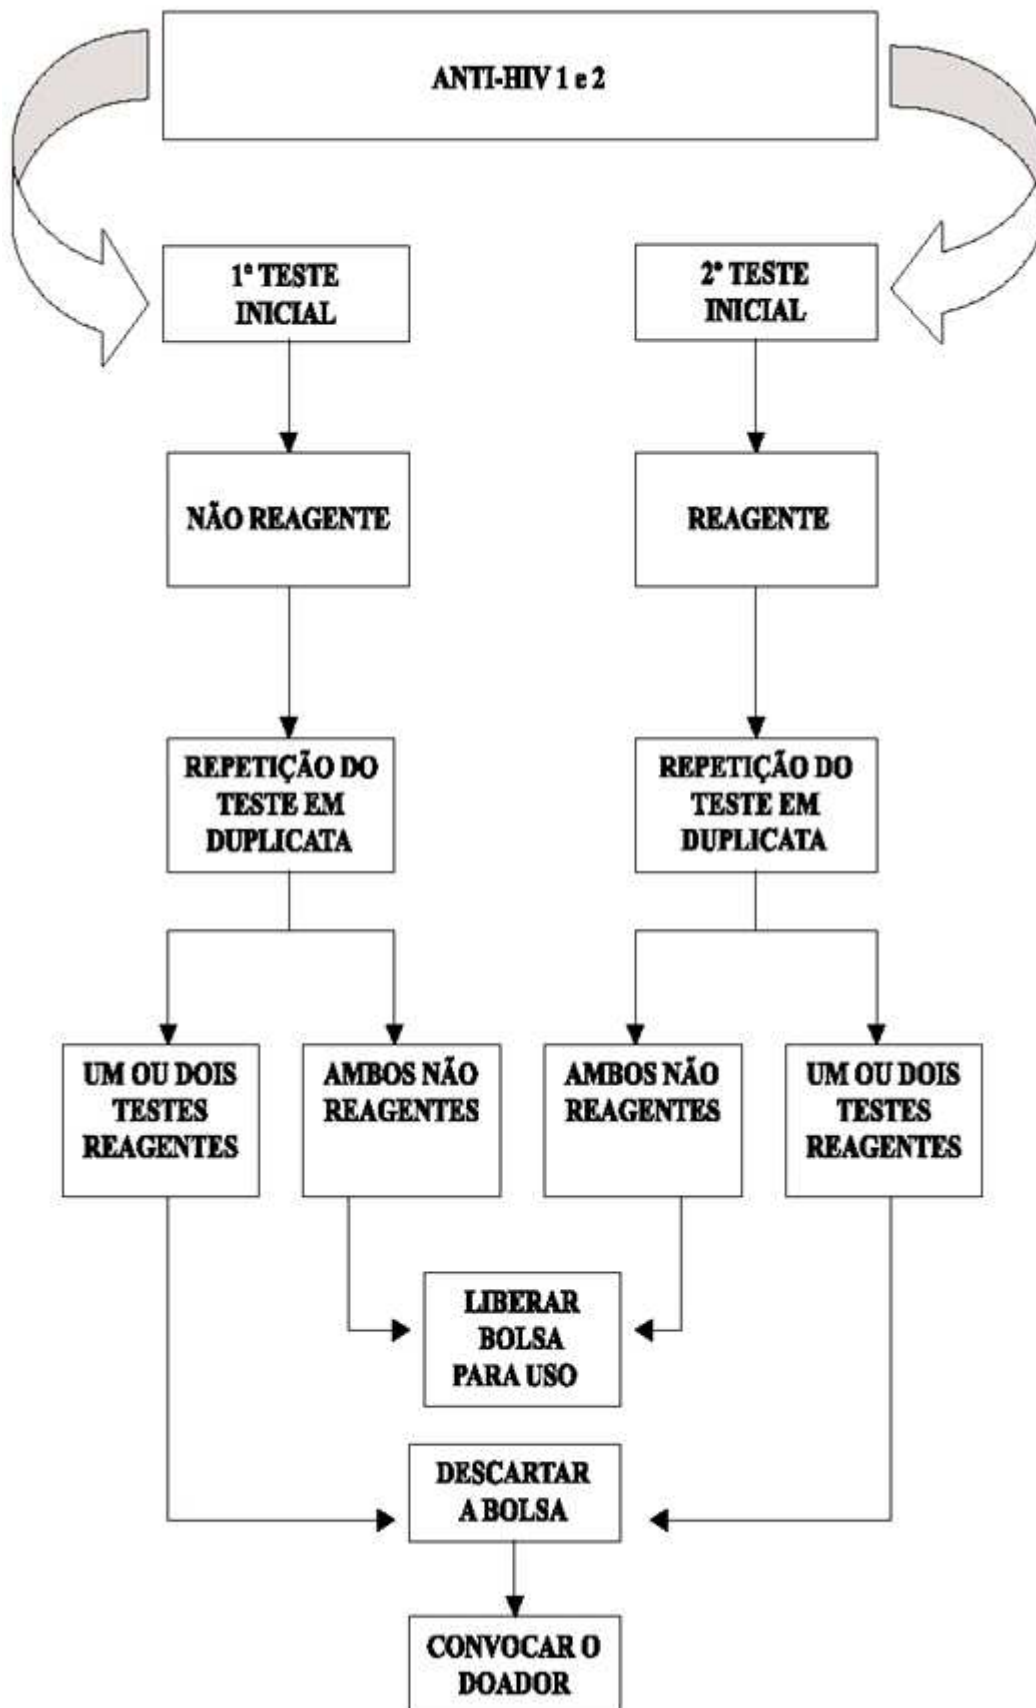 ANTI-HIV 1 e 2
1ª TESTE
INICIAL
2º TESTE
INICIAL
NÃO REAGENTE
REAGENTE
REPETIÇÃO DO
TESTE EM
DUPLICATA
REPETIÇÃO DO
TESTE EM
DUPLICATA
UM OU DOIS
TESTES
REAGENTES
AMBOS NÃO
REAGENTES
AMBOS NÃO
REAGENTES
UM OU DOIS
TESTES
REAGENTES
LIBERAR
BOLSA
PARA USO
DESCARTAR
A BOLSA
CONVOCAR O
DOADOR